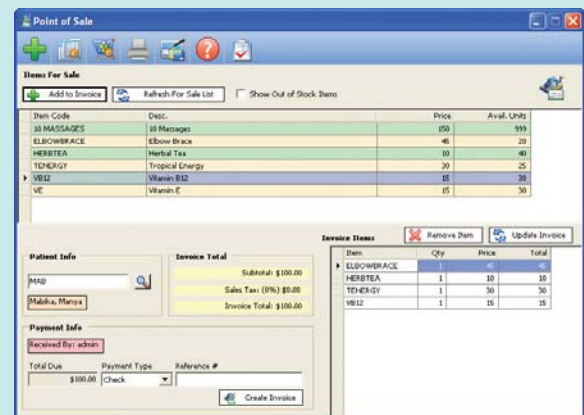 Point of Sale
Items For Sale
Add to Invoice Refresh For Sale List Show Out of Stock Items
Item Code Desc. Price Avail. Units
10 MASSAGES 10 Massages 150 999
ELBOWBRACE Elbow Brace 45 20
HERBTEA Herbal Tea 10 40
TENERGY Tropical Energy 30 25
VB12 Vitamin B12 15 30
VE Vitamin E 15 30
Invoice Items Remove Item Update Invoice
Item Qty Price Total
ELBOWBRACE 1 45 45
HERBTEA 1 10 10
TENERGY 1 30 30
VB12 1 15 15
Patient Info
MAB
Mabika, Manya
Invoice Total
Subtotal: $100.00
Sales Tax: (0%) $0.00
Invoice Total: $100.00
Payment Info
Received By: admin
Total Due Payment Type Reference #
$100.00 Check
Create Invoice